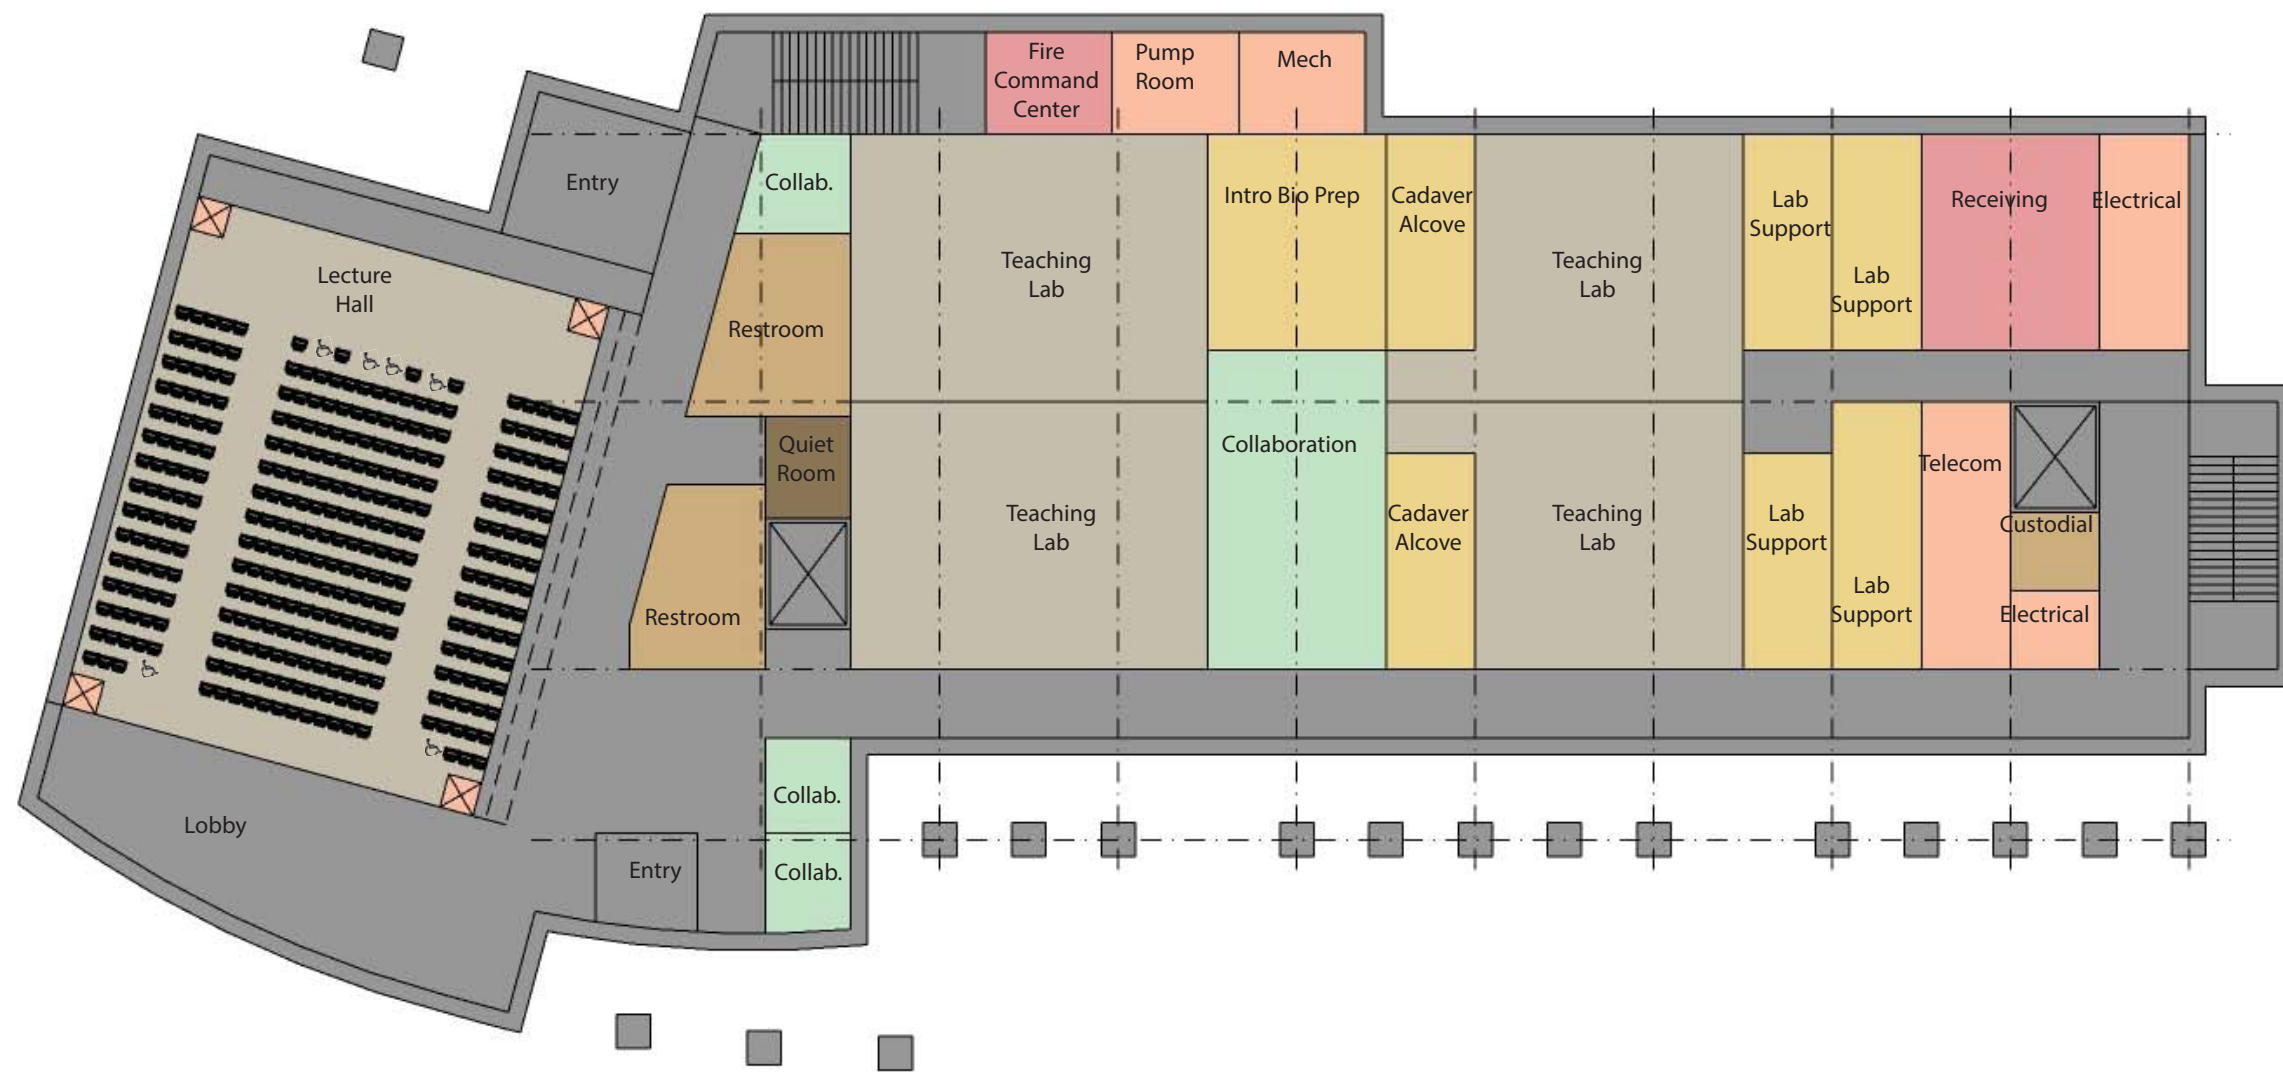 Fire
Command
Center
Pump
Room
Mech
Entry
Collab.
Intro Bio Prep
Cadaver
Alcove
Lab
Support
Lab
Support
Receiving
Electrical
Lecture
Hall
Teaching
Lab
Teaching
Lab
Restroom
Quiet
Room
Collaboration
Telecom
Teaching
Lab
Cadaver
Alcove
Teaching
Lab
Lab
Support
Custodial
Restroom
Lab
Support
Electrical
Collab.
Lobby
Entry
Collab.